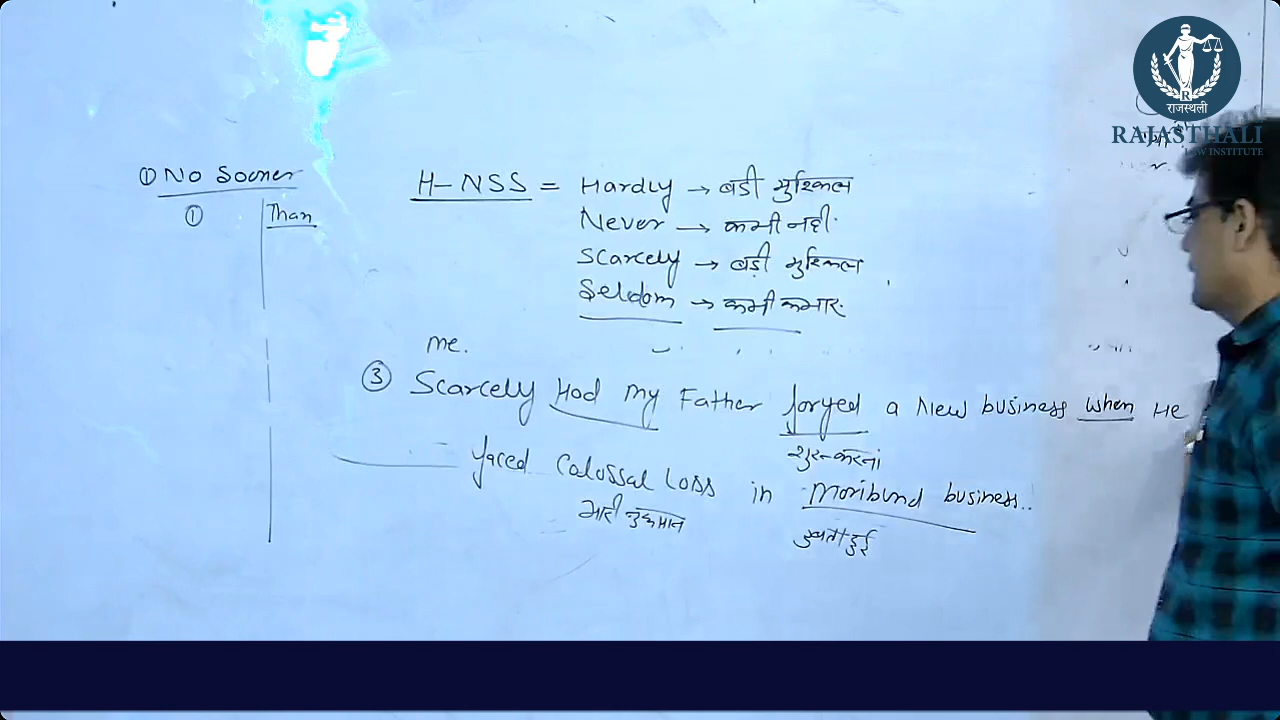 राजस्थली
RAJASTHALI
LAW INSTITUTE
① No Sooner
① Than
H-NSS = Hardly → बडी मुश्किल
Never → कभी नही
Scarcely → बड़ी मुश्किल
Seldom → कभी कभार
me.
③ Scarcely Had my Father forged a New business when He
शुरू करना
faced Colossal Loss in Moribund business..
भारी नुकसान
डुबती हुई